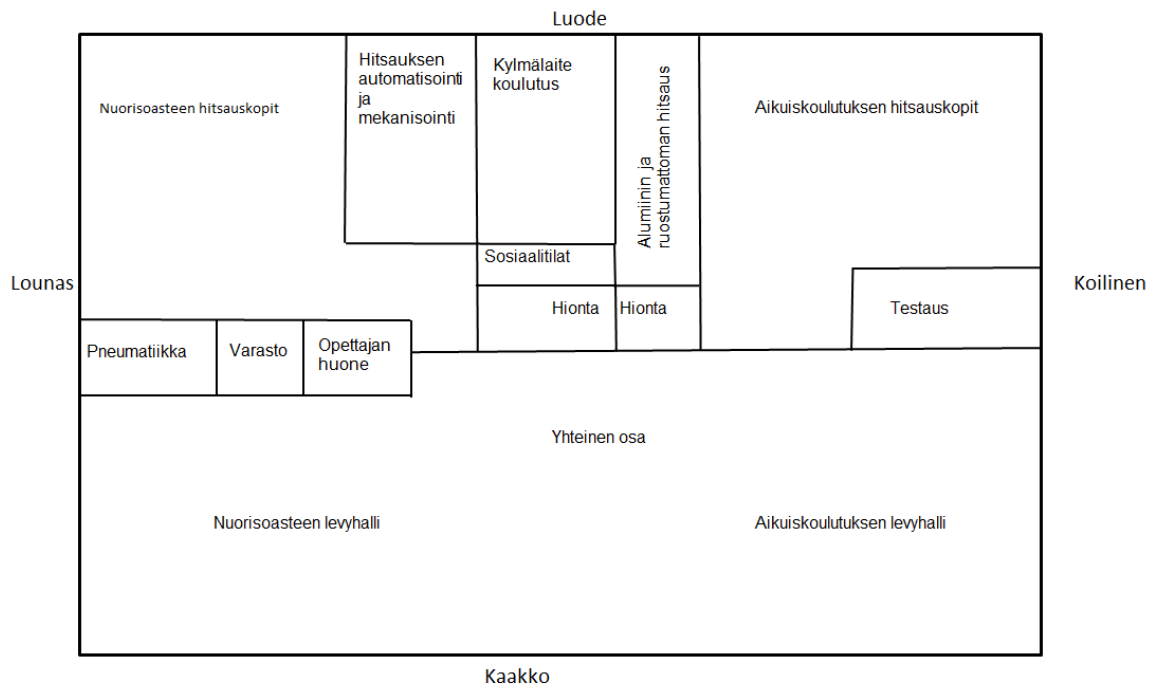 Luode
Hitsauksen
automatisointi
ja
mekanisointi
Kylmälaite
koulutus
Nuorisoasteen hitsauskopit
Alumiinin ja
ruostumattoman hitsaus
Aikuiskoulutuksen hitsauskopit
Sosiaalitilat
Lounas
Koilinen
Hionta
Hionta
Testaus
Pneumatiikka
Varasto
Opettajan
huone
Yhteinen osa
Nuorisoasteen levyhalli
Aikuiskoulutuksen levyhalli
Kaakko